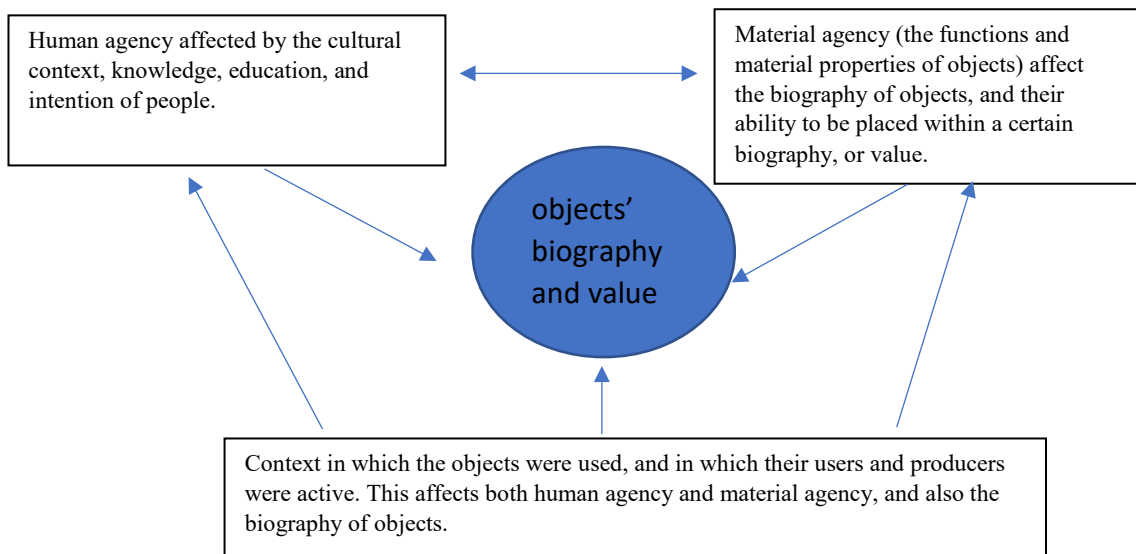 Human agency affected by the cultural
context, knowledge, education, and
intention of people.
Material agency (the functions and
material properties of objects) affect
the biography of objects, and their
ability to be placed within a certain
biography, or value.
objects’
biography
and value
Context in which the objects were used, and in which their users and producers
were active. This affects both human agency and material agency, and also the
biography of objects.